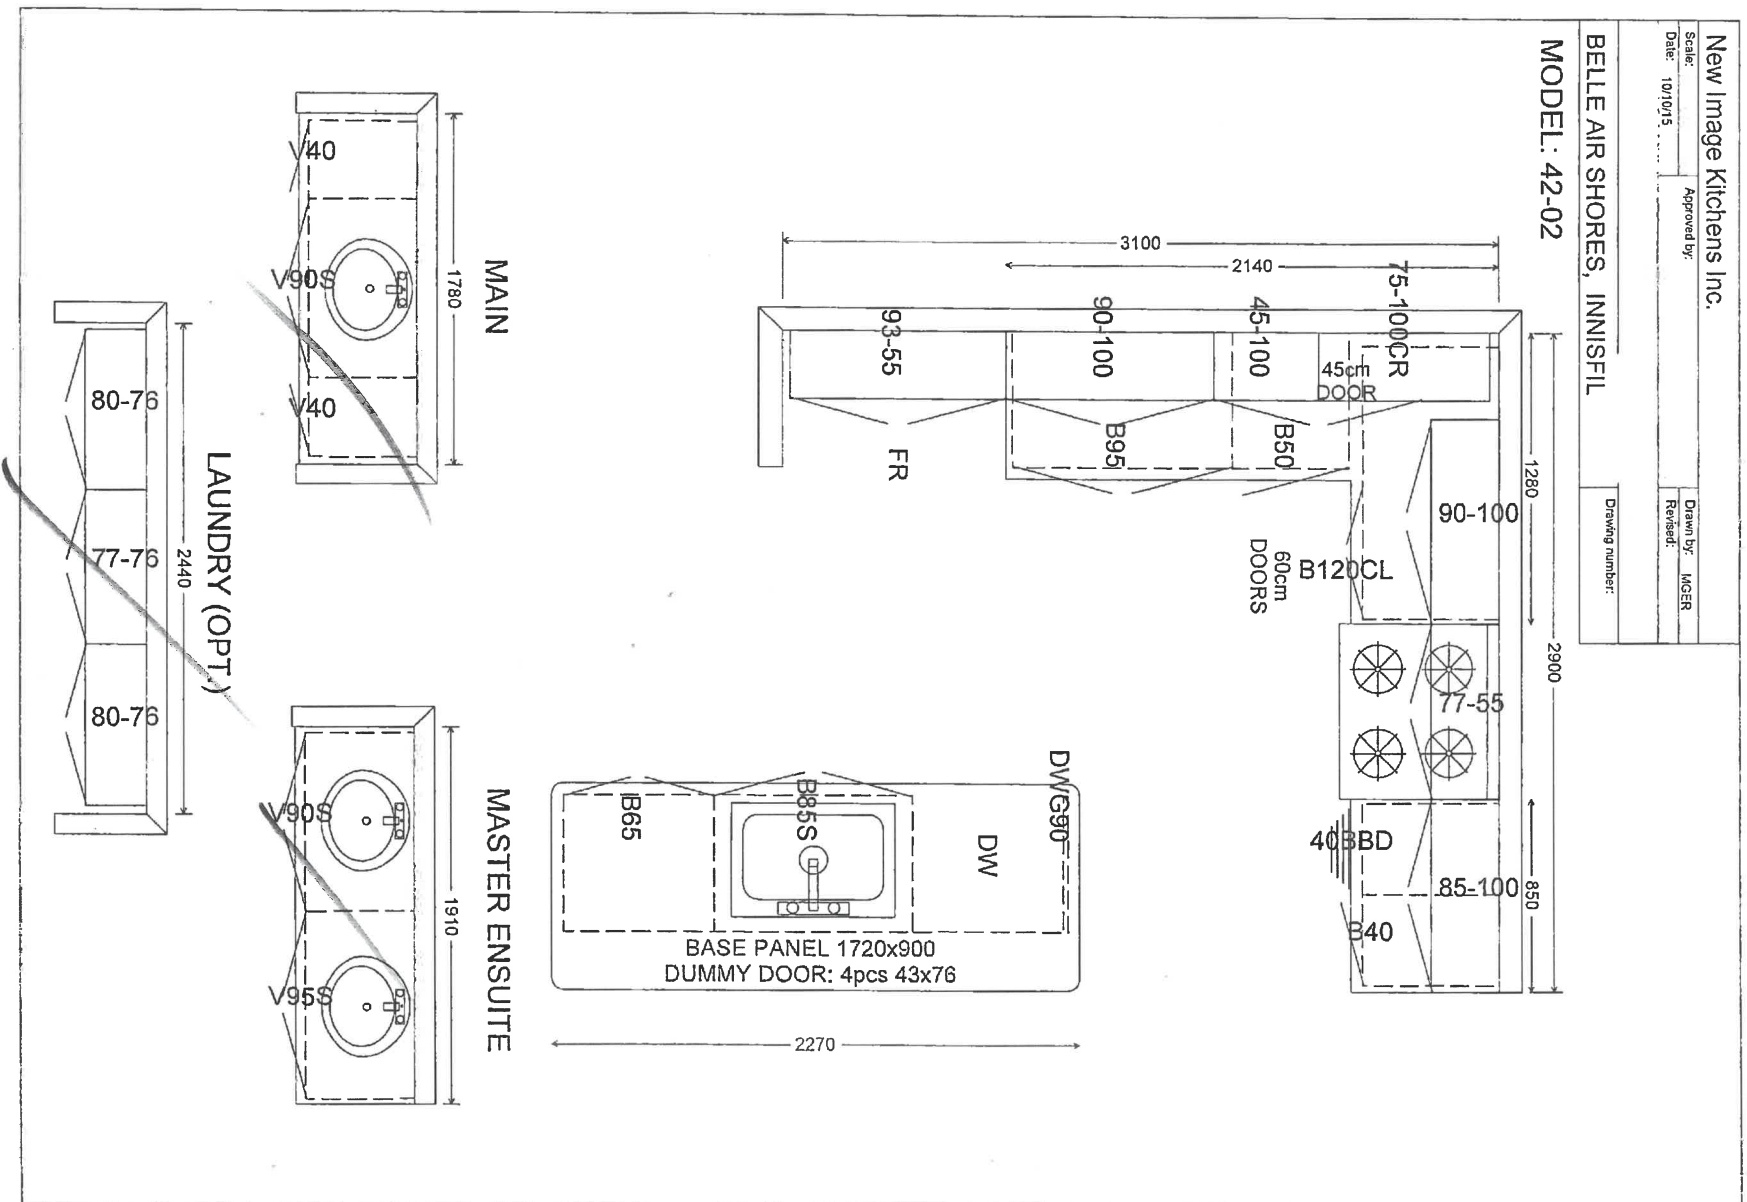 New Image Kitchens Inc.
Scale:
Approved by:
Drawn by: MGER
Date: 10/10/15
Revised:
BELLE AIR SHORES, INNISFIL
Drawing number:
MODEL: 42-02
3100
2140
93-55
90-100
45-100
75-100CR
45cm
DOOR
FR
B95
B50
1280
2900
90-100
B120CL
60cm
DOORS
77-55
40BBD
85-100
850
B40
MAIN
1780
V40
V90S
V40
LAUNDRY (OPT.)
2440
80-76
77-76
80-76
MASTER ENSUITE
1910
V90S
V95S
B65
B85S
DW
DWG90
BASE PANEL 1720x900
DUMMY DOOR: 4pcs 43x76
2270